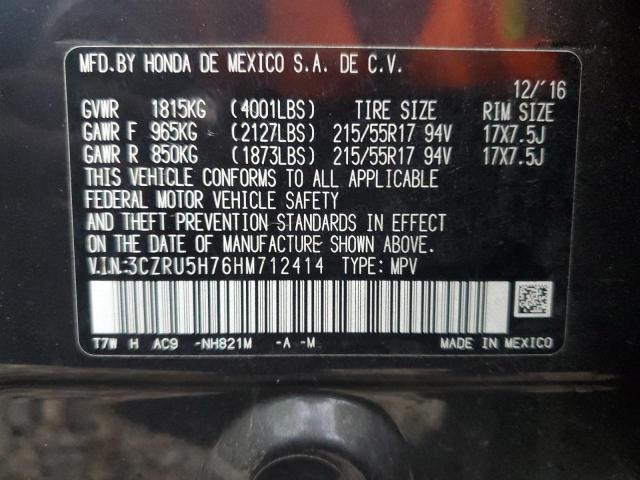 MFD.BY HONDA DE MEXICO S.A. DE C.V.
12/'16
GVWR 1815KG (4001LBS) TIRE SIZE RIM SIZE
GAWR F 965KG (2127LBS) 215/55R17 94V 17X7.5J
GAWR R 850KG (1873LBS) 215/55R17 94V 17X7.5J
THIS VEHICLE CONFORMS TO ALL APPLICABLE
FEDERAL MOTOR VEHICLE SAFETY
AND THEFT PREVENTION STANDARDS IN EFFECT
ON THE DATE OF MANUFACTURE SHOWN ABOVE.
V.I.N:3CZRU5H76HM712414 TYPE: MPV
T7W H AC9 -NH821M -A -M MADE IN MEXICO